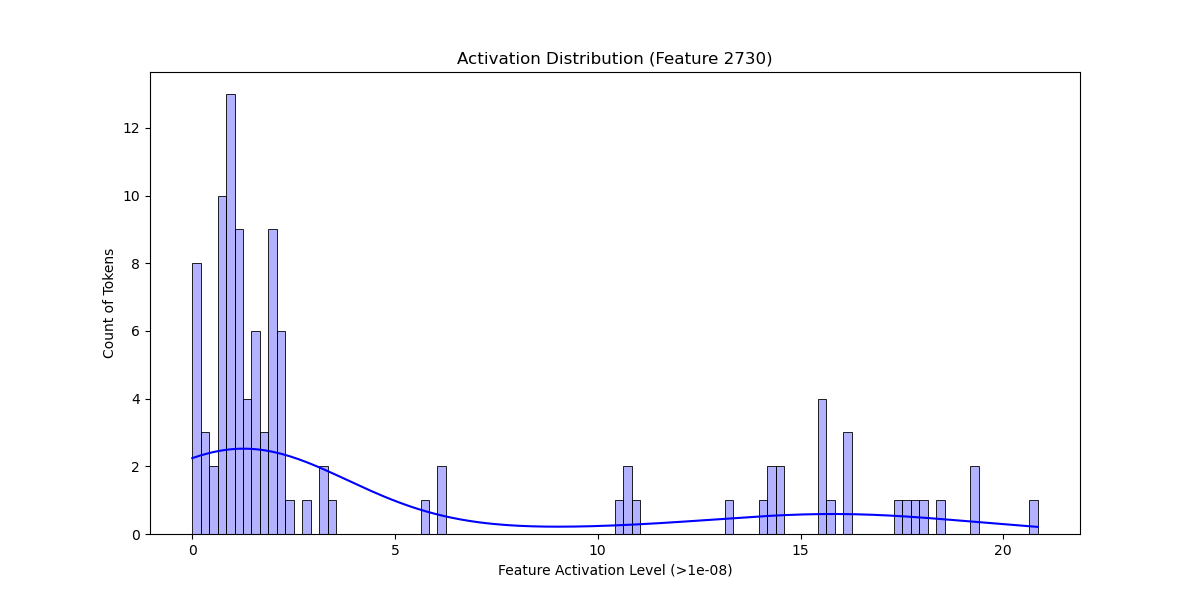 Activation Distribution (Feature 2730)
Count of Tokens
12
10
8
6
4
2
0
0 5 10 15 20
Feature Activation Level (>1e-08)